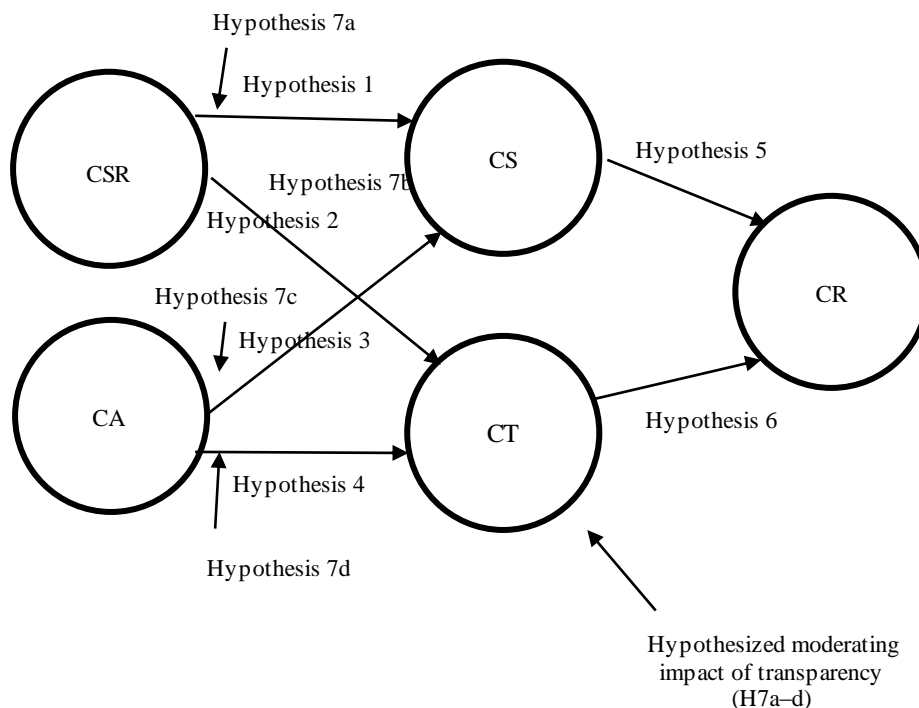 Hypothesis 7a
Hypothesis 1
CSR
CS
Hypothesis 5
Hypothesis 7b
Hypothesis 2
Hypothesis 7c
Hypothesis 3
CR
CA
CT
Hypothesis 6
Hypothesis 4
Hypothesis 7d
Hypothesized moderating
impact of transparency
(H7a–d)